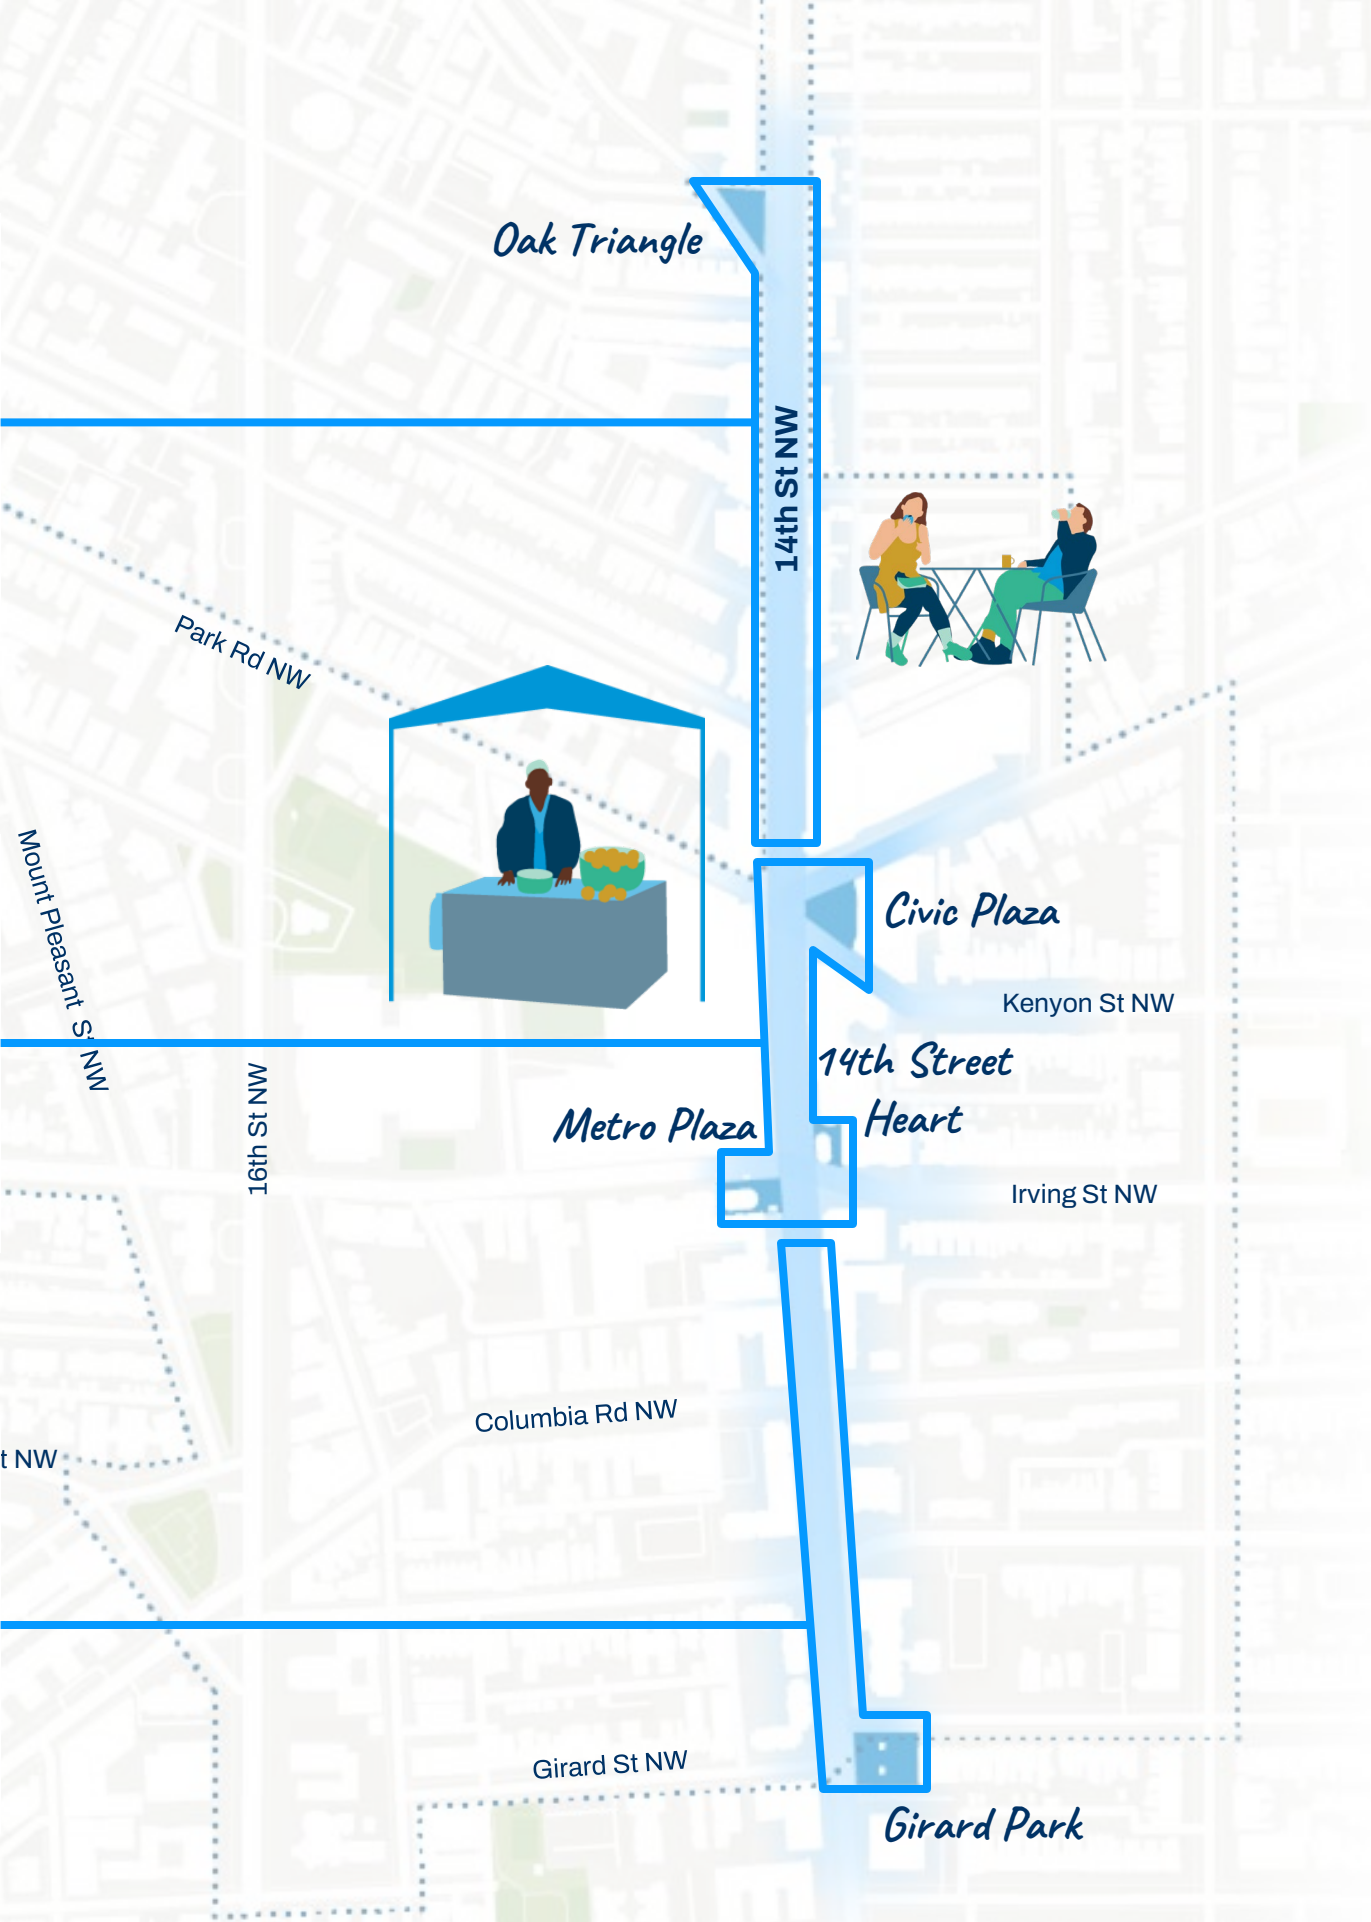 Oak Triangle
14th St NW
Park Rd NW
Mount Pleasant St NW
Civic Plaza
Kenyon St NW
14th Street
Heart
Metro Plaza
16th St NW
Irving St NW
Columbia Rd NW
t NW
Girard St NW
Girard Park